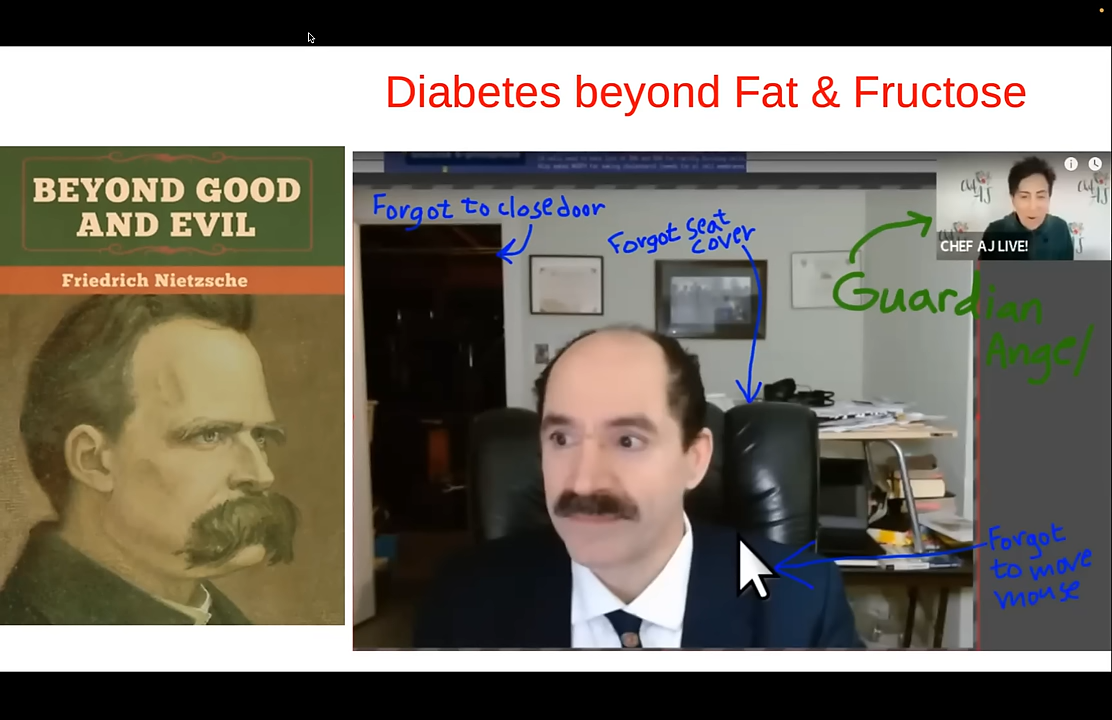 Diabetes beyond Fat & Fructose
BEYOND GOOD
AND EVIL
Friedrich Nietzsche
Forgot to close door
Forgot seat
cover
CHEF AJ LIVE!
Guardian
Angel
Forgot
to move
mouse